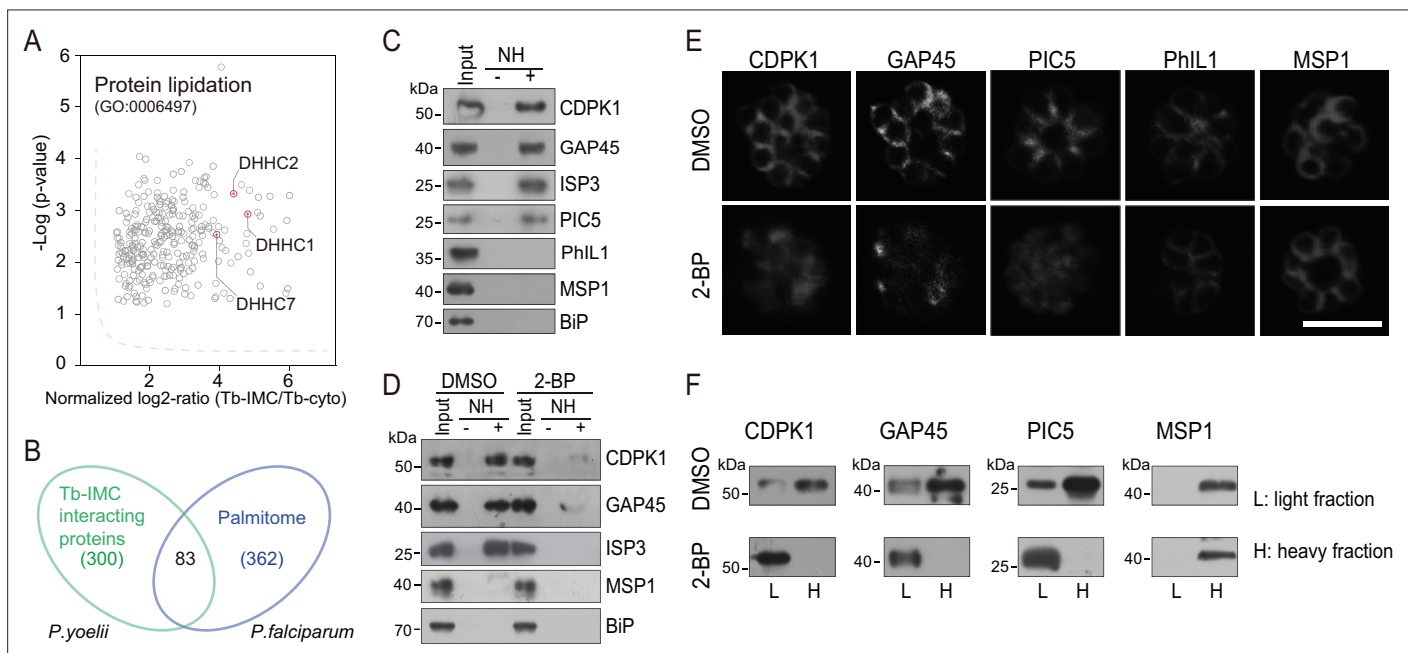 A
Protein lipidation
(GO:0006497)
DHHC2
DHHC1
DHHC7
-Log (p-value)
6
5
4
3
2
1
0
2
4
6
Normalized log2-ratio (Tb-IMC/Tb-cyto)
B
Tb-IMC
interacting
proteins
(300)
83
Palmitome
(362)
P.yoelii
P.falciparum
C
Input
NH
kDa
- +
50
CDPK1
40
GAP45
25
ISP3
25
PIC5
35
PhIL1
40
MSP1
70
BiP
D
DMSO 2-BP
Input NH Input NH
kDa
- + - +
50
CDPK1
40
GAP45
25
ISP3
40
MSP1
70
BiP
E
CDPK1 GAP45 PIC5 PhIL1 MSP1
DMSO
2-BP
F
CDPK1 GAP45 PIC5 MSP1
DMSO
kDa kDa kDa kDa
50 40 25 40
L: light fraction
2-BP
50 40 25 40
H: heavy fraction
L H L H L H L H